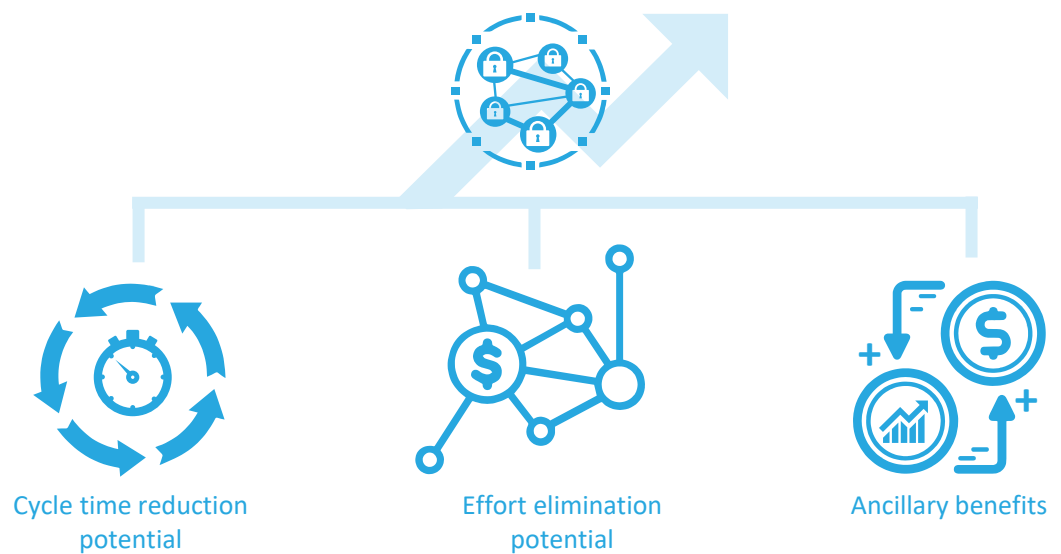 $
$
Cycle time reduction
potential
Effort elimination
potential
Ancillary benefits